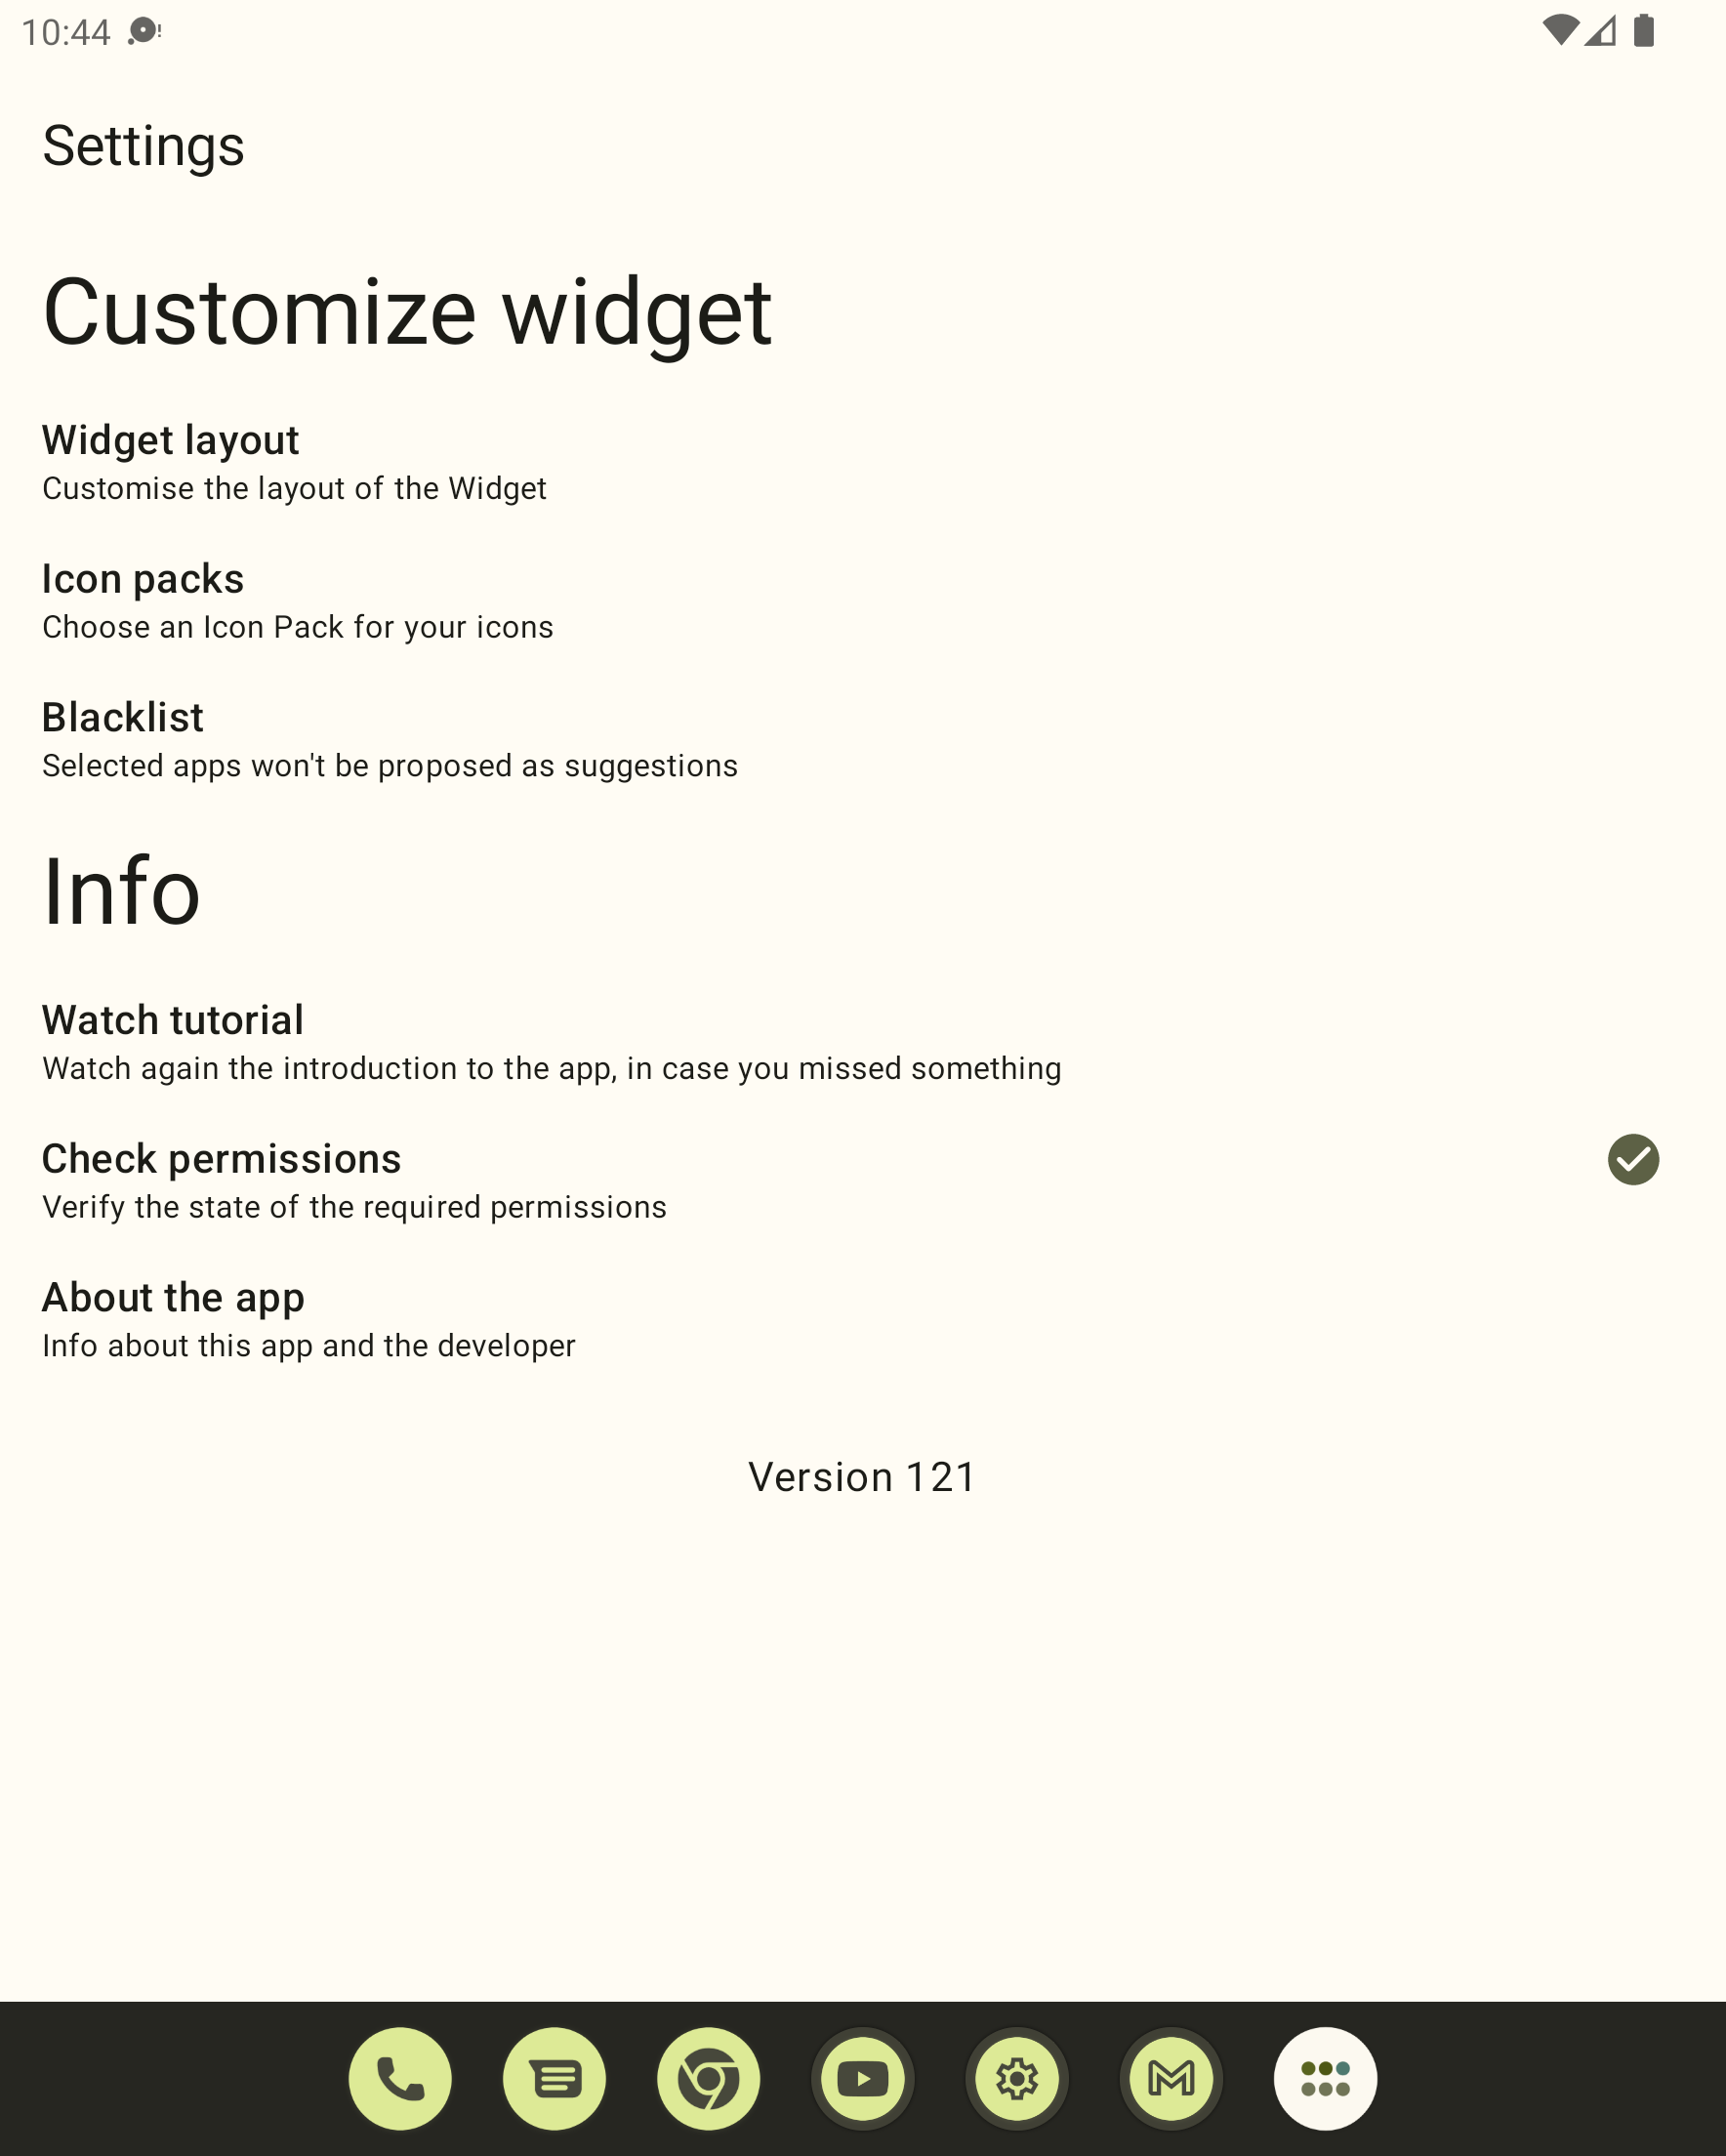 10:44
Settings
Customize widget
Widget layout
Customise the layout of the Widget
Icon packs
Choose an Icon Pack for your icons
Blacklist
Selected apps won't be proposed as suggestions
Info
Watch tutorial
Watch again the introduction to the app, in case you missed something
Check permissions
Verify the state of the required permissions
About the app
Info about this app and the developer
Version 121